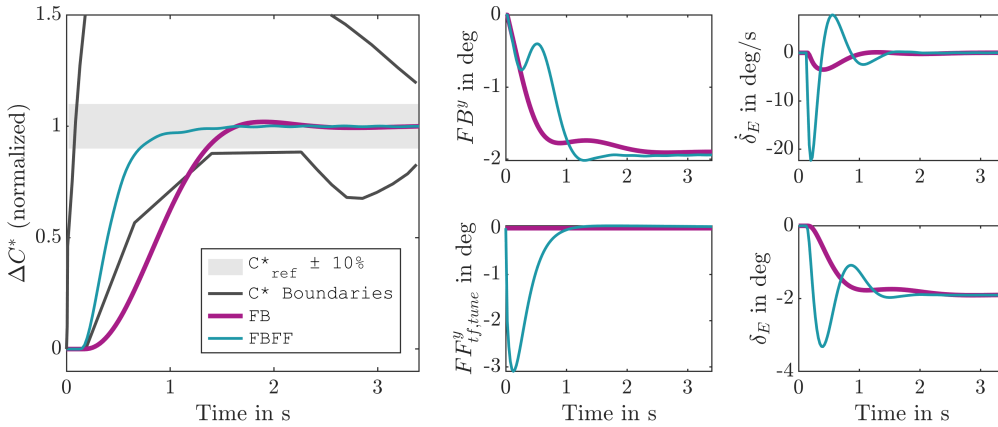 1.5
1
0.5
0
ΔC* (normalized)
0 1 2 3
Time in s
C*ref ± 10%
C* Boundaries
FB
FBFF
0
-1
-2
FB^y in deg
0 1 2 3
0
-10
-20
δ̇_E in deg/s
0 1 2 3
0
-1
-2
-3
FF^y_{tf,tune} in deg
0 1 2 3
Time in s
0
-2
-4
δ_E in deg
0 1 2 3
Time in s